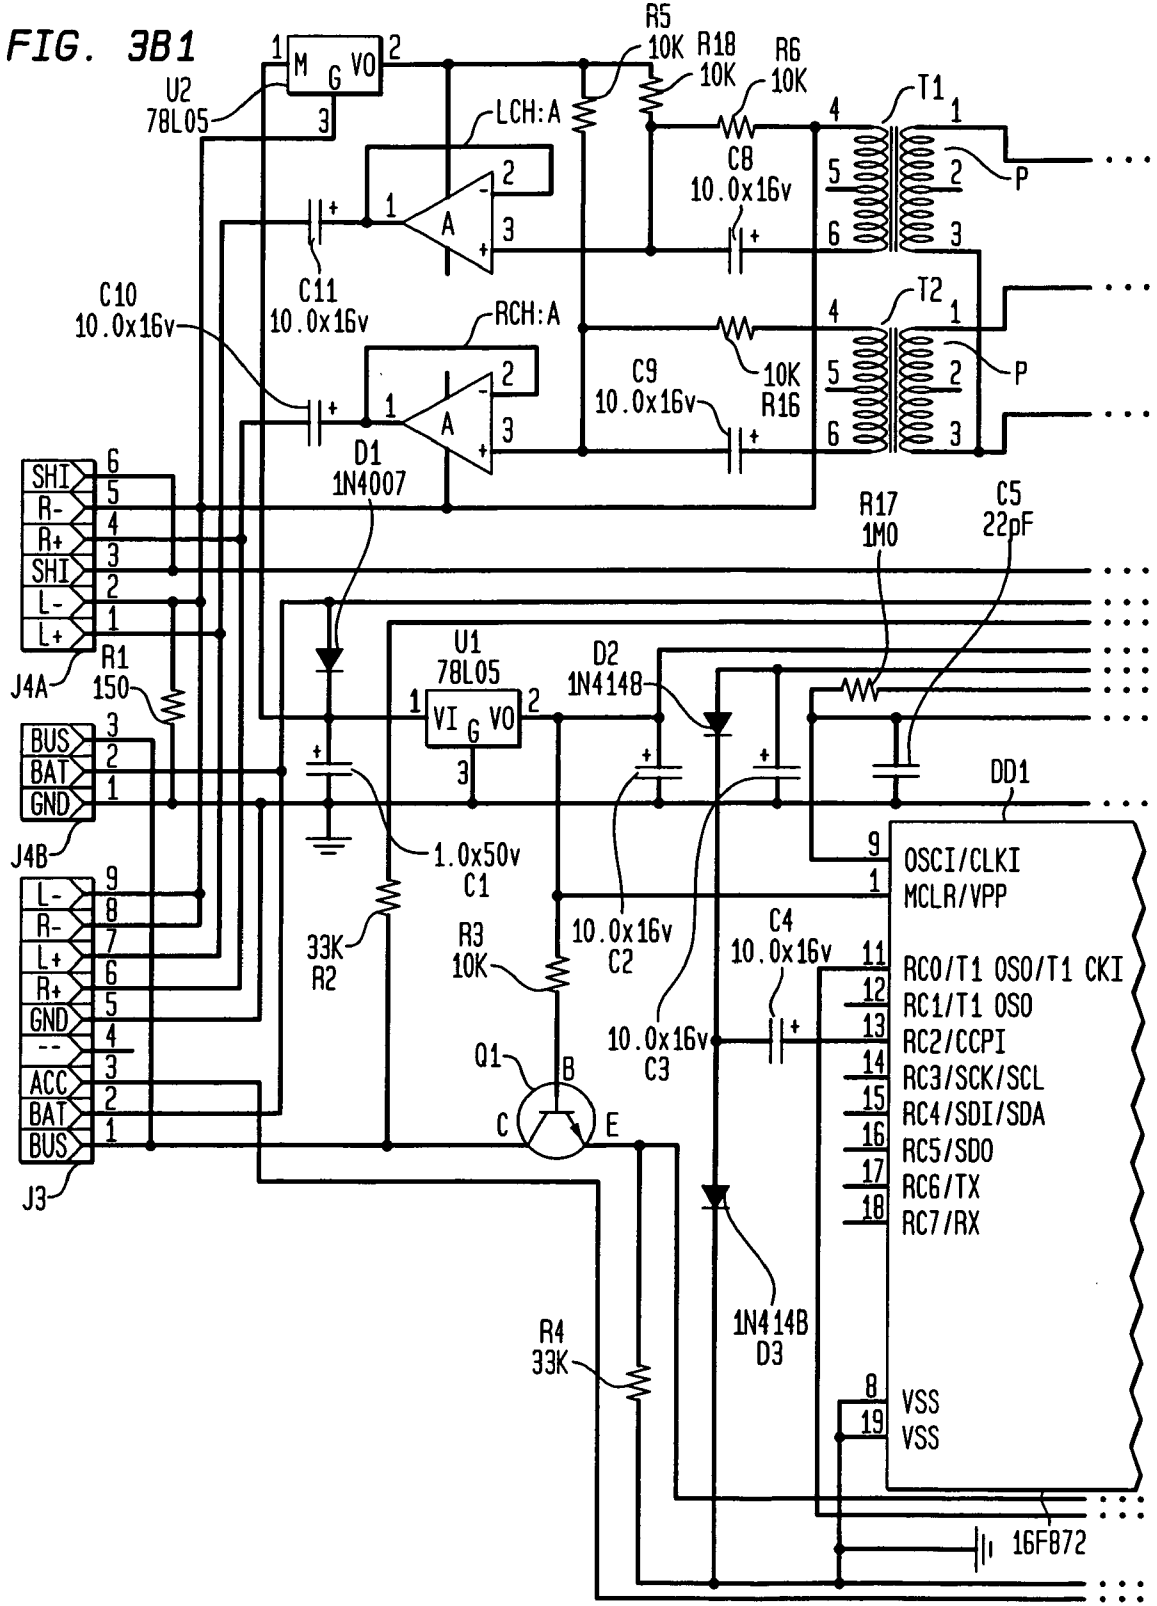 FIG. 3B1
1 M G VO 2
3
U2
78L05
R5
10K
R18
10K
R6
10K
T1
LCH:A
C8
10.0x16v
+
4
5
6
1
2
3
P
1
A
-
+
2
3
+
C11
10.0x16v
C10
10.0x16v
+
RCH:A
1
A
-
+
2
3
10K
R16
C9
10.0x16v
+
T2
4
5
6
1
2
3
P
D1
1N4007
SHI 6
R- 5
R+ 4
SHI 3
L- 2
L+ 1
J4A
R1
150
BUS 3
BAT 2
GND 1
J4B
U1
78L05
1 VI G VO 2
3
D2
1N414B
R17
1M0
C5
22pF
+
1.0x50v
C1
+
10.0x16v
C2
+
10.0x16v
C3
L- 9
R- 8
L+ 7
R+ 6
GND 5
-- 4
ACC 3
BAT 2
BUS 1
J3
33K
R2
R3
10K
Q1
B
C
E
C4
10.0x16v
+
1N414B
D3
R4
33K
DD1
9 OSCI/CLKI
1 MCLR/VPP
11 RC0/T1 OSO/T1 CKI
12 RC1/T1 OSO
13 RC2/CCPI
14 RC3/SCK/SCL
15 RC4/SDI/SDA
16 RC5/SDO
17 RC6/TX
18 RC7/RX
8 VSS
19 VSS
16F872